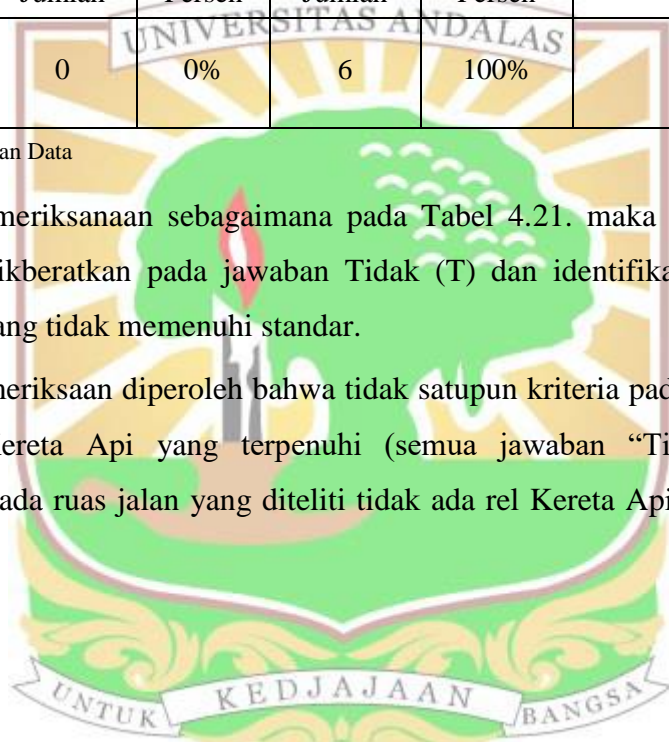 Persen Persen
UNIVERSITAS ANDALAS
0 0% 6 100%
an Data
meriksanaan sebagaimana pada Tabel 4.21. maka
ikberatkan pada jawaban Tidak (T) dan identifika
ang tidak memenuhi standar.
meriksaan diperoleh bahwa tidak satupun kriteria pad
ereta Api yang terpenuhi (semua jawaban “Ti
ada ruas jalan yang diteliti tidak ada rel Kereta Api
UNTUK KEDJAJAAN BANGSA